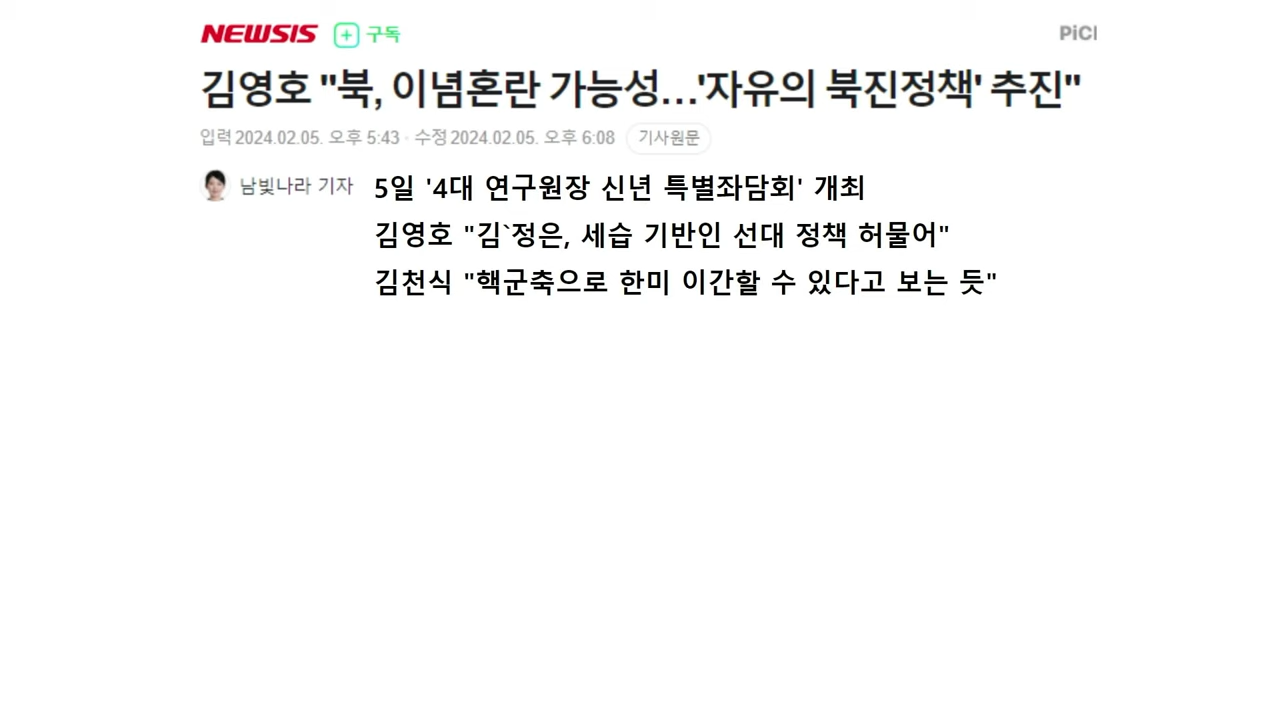 NEWSIS + 구독 PiCK
김영호 "북, 이념혼란 가능성…'자유의 북진정책' 추진"
입력 2024.02.05. 오후 5:43 · 수정 2024.02.05. 오후 6:08 기사원문
남빛나라 기자 5일 '4대 연구원장 신년 특별좌담회' 개최
김영호 "김`정은, 세습 기반인 선대 정책 허물어"
김천식 "핵군축으로 한미 이간할 수 있다고 보는 듯"